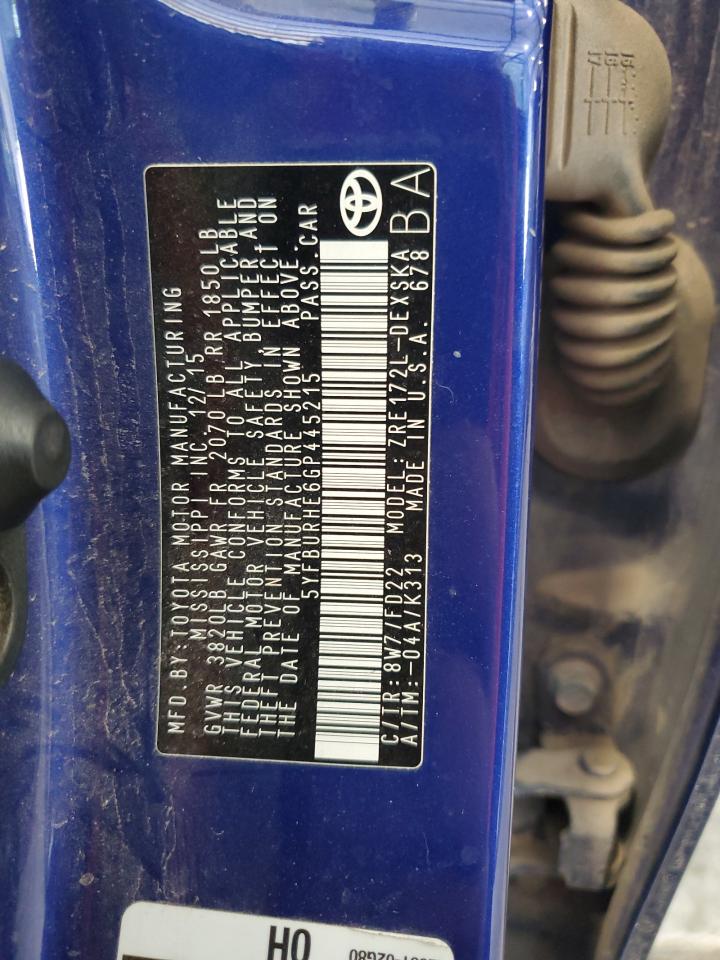 MFD.BY:TOYOTA MOTOR MANUFACTURING
MISSISSIPPI INC. 12/15
GVWR 3820LB GAWR FR 2070 LB RR 1850 LB
THIS VEHICLE CONFORMS TO ALL APPLICABLE
FEDERAL MOTOR VEHICLE SAFETY, BUMPER AND
THEFT PREVENTION STANDARDS IN EFFECT ON
THE DATE OF MANUFACTURE SHOWN ABOVE.
5YFBURHE6GP445215 PASS.CAR
C/TR:8W7/FD22 MODEL:ZRE172L-DEXSKA
A/TM:-04A/K313 MADE IN U.S.A. 678
BA